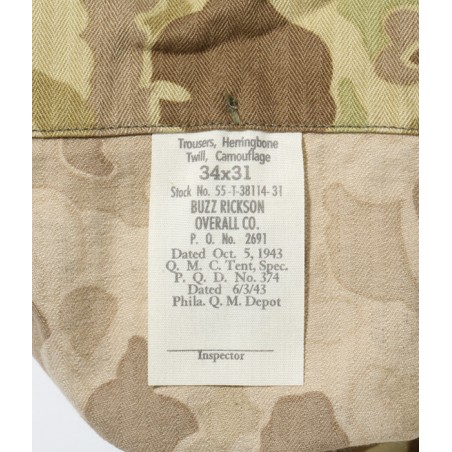 Trousers, Herringbone
Twill, Camouflage
34x31
Stock No. 55-T-38114-31
BUZZ RICKSON
OVERALL CO.
P. O. No. 2691
Dated Oct. 5, 1943
Q. M. C. Tent, Spec.
P. Q. D. No. 374
Dated 6/3/43
Phila. Q. M. Depot
Inspector